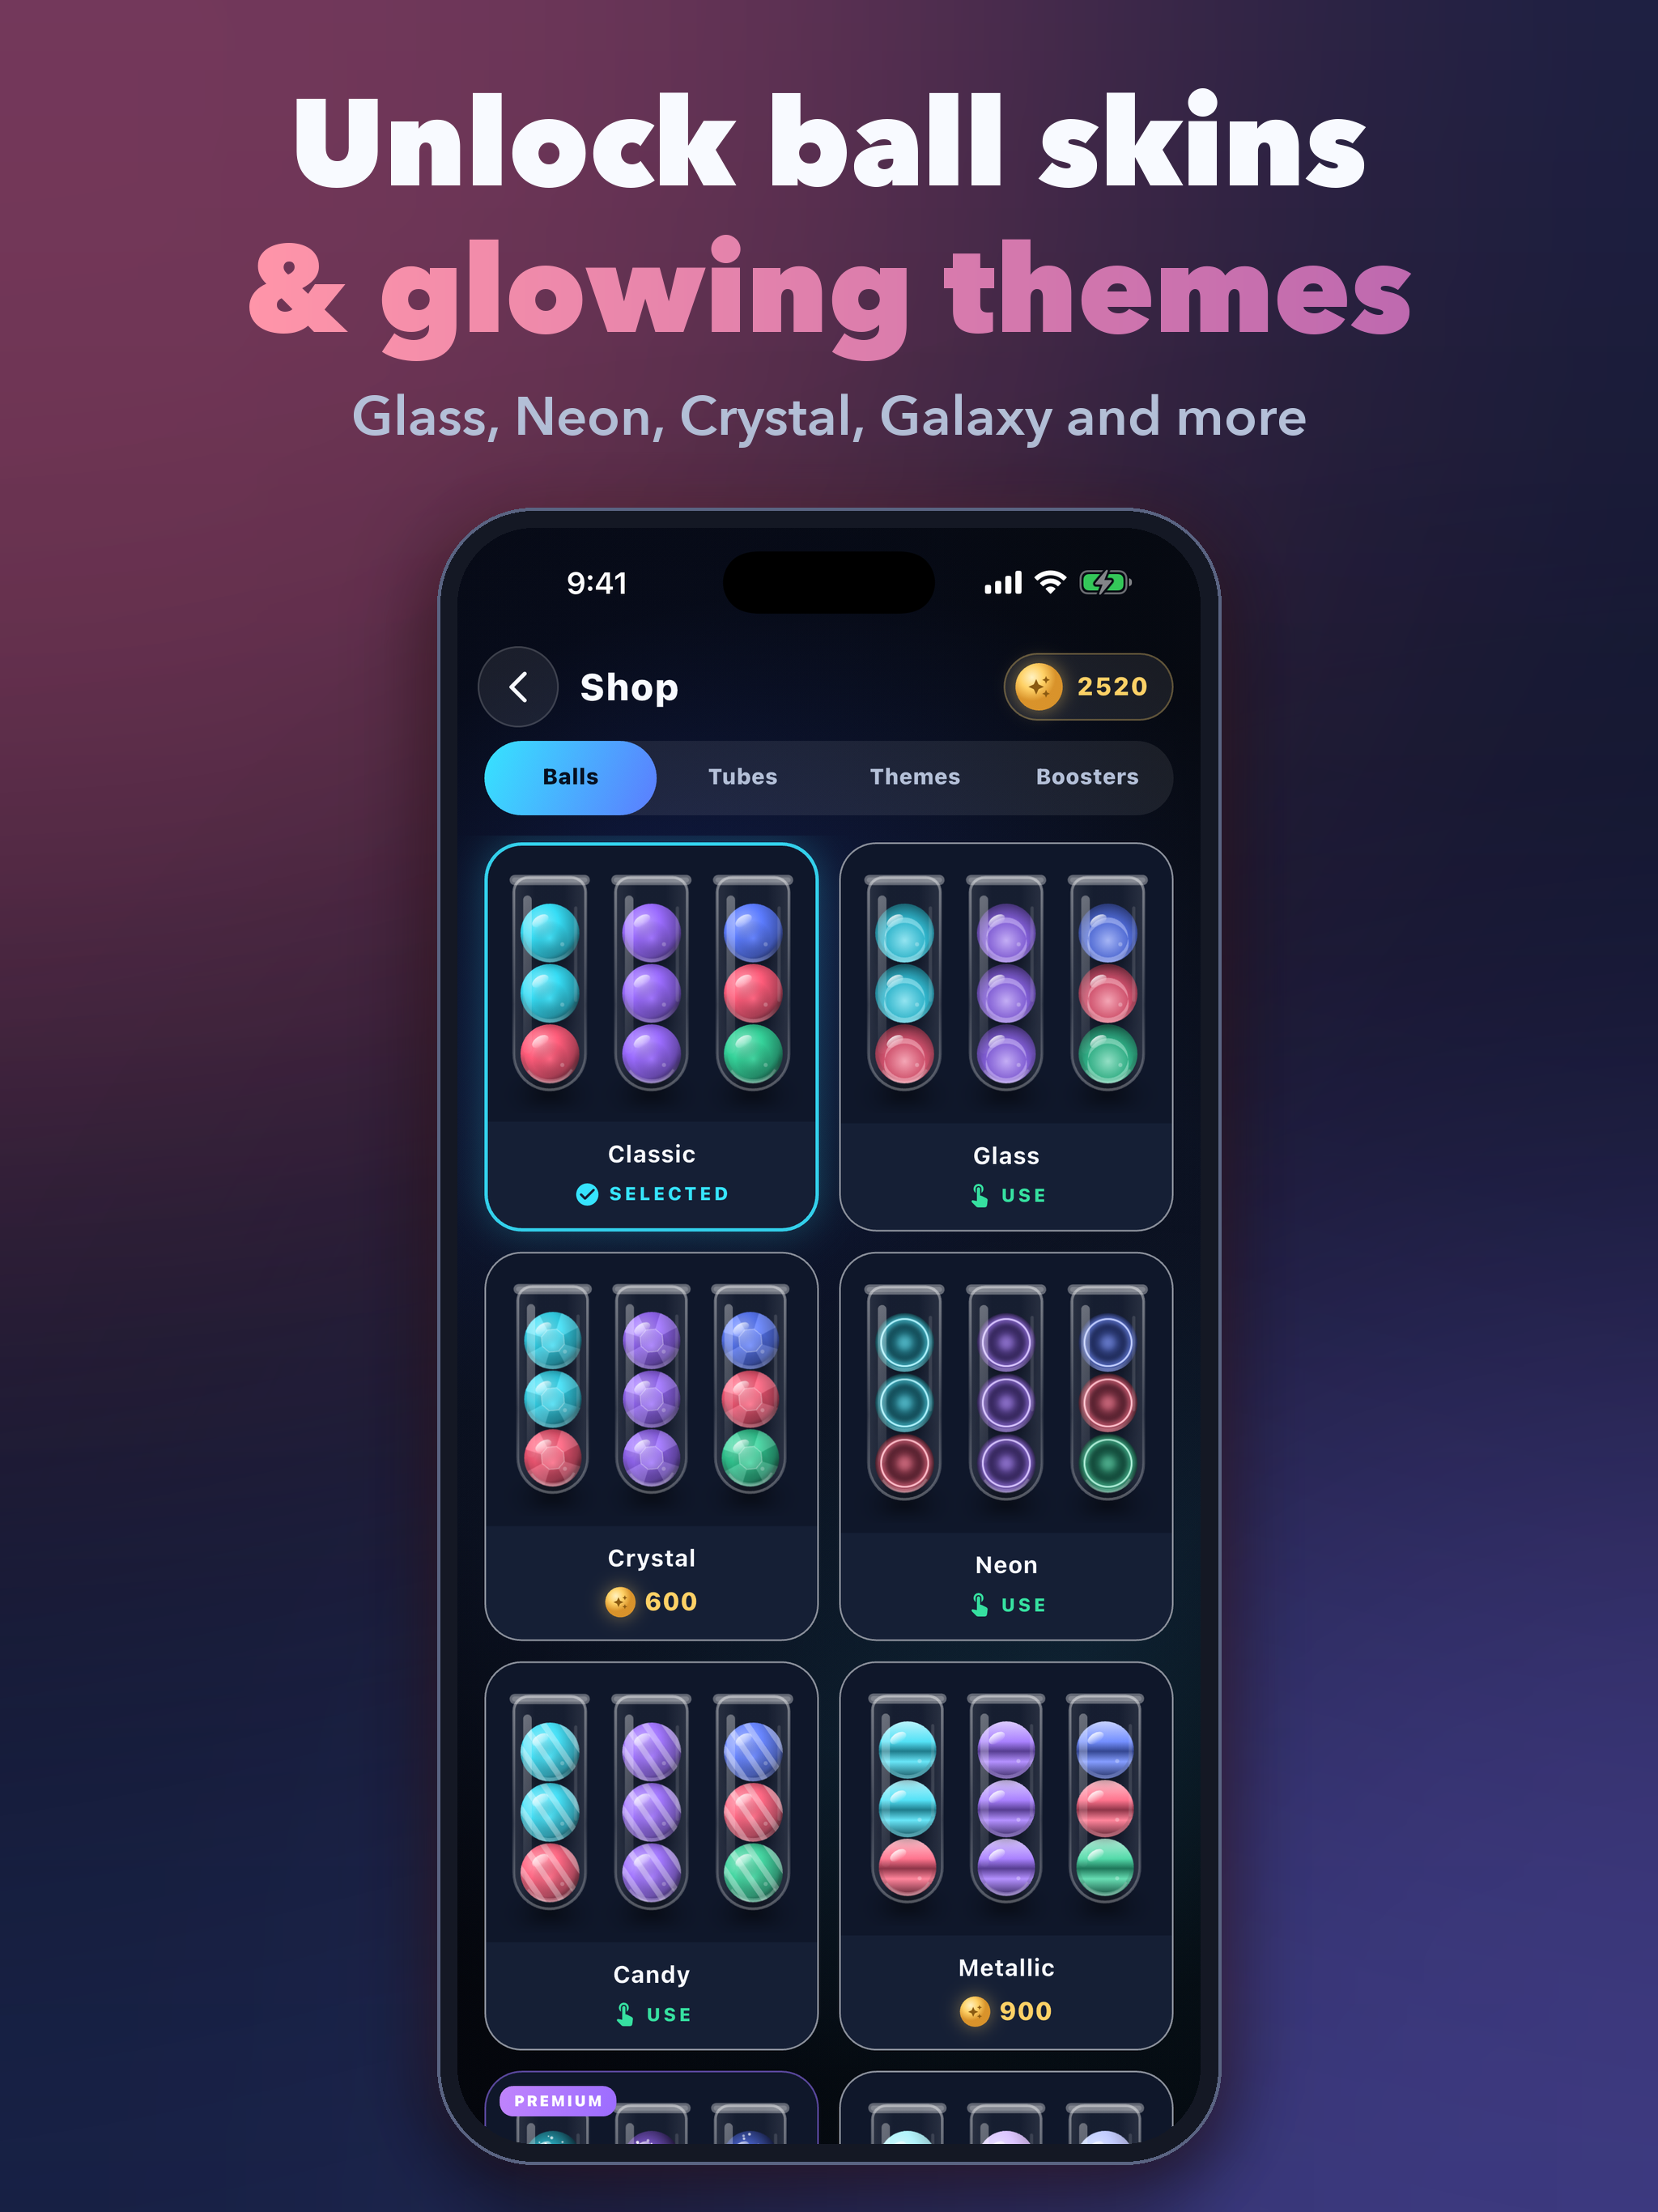 Unlock ball skins
& glowing themes
Glass, Neon, Crystal, Galaxy and more
9:41
Shop
2520
Balls Tubes Themes Boosters
Classic
SELECTED
Glass
USE
Crystal
600
Neon
USE
Candy
USE
Metallic
900
PREMIUM